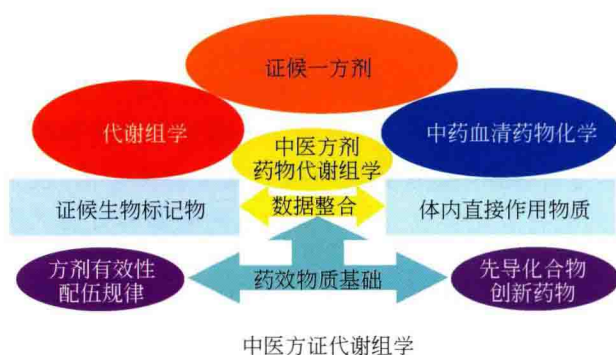 证候一方剂
代谢组学
中药血清药物化学
中医方剂
药物代谢组学
证候生物标记物
数据整合
体内直接作用物质
方剂有效性
配伍规律
药效物质基础
先导化合物
创新药物
中医方证代谢组学